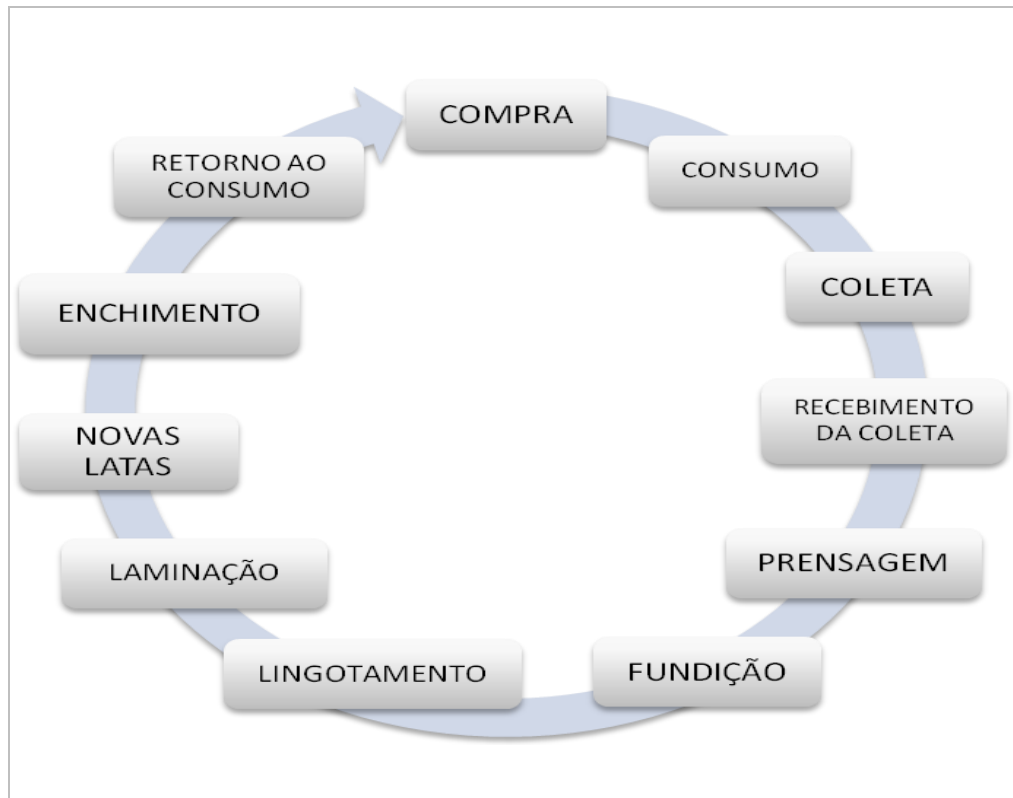 COMPRA
CONSUMO
COLETA
RECEBIMENTO
DA COLETA
PRENSAGEM
FUNDIÇÃO
LINGOTAMENTO
LAMINAÇÃO
NOVAS
LATAS
ENCHIMENTO
RETORNO AO
CONSUMO